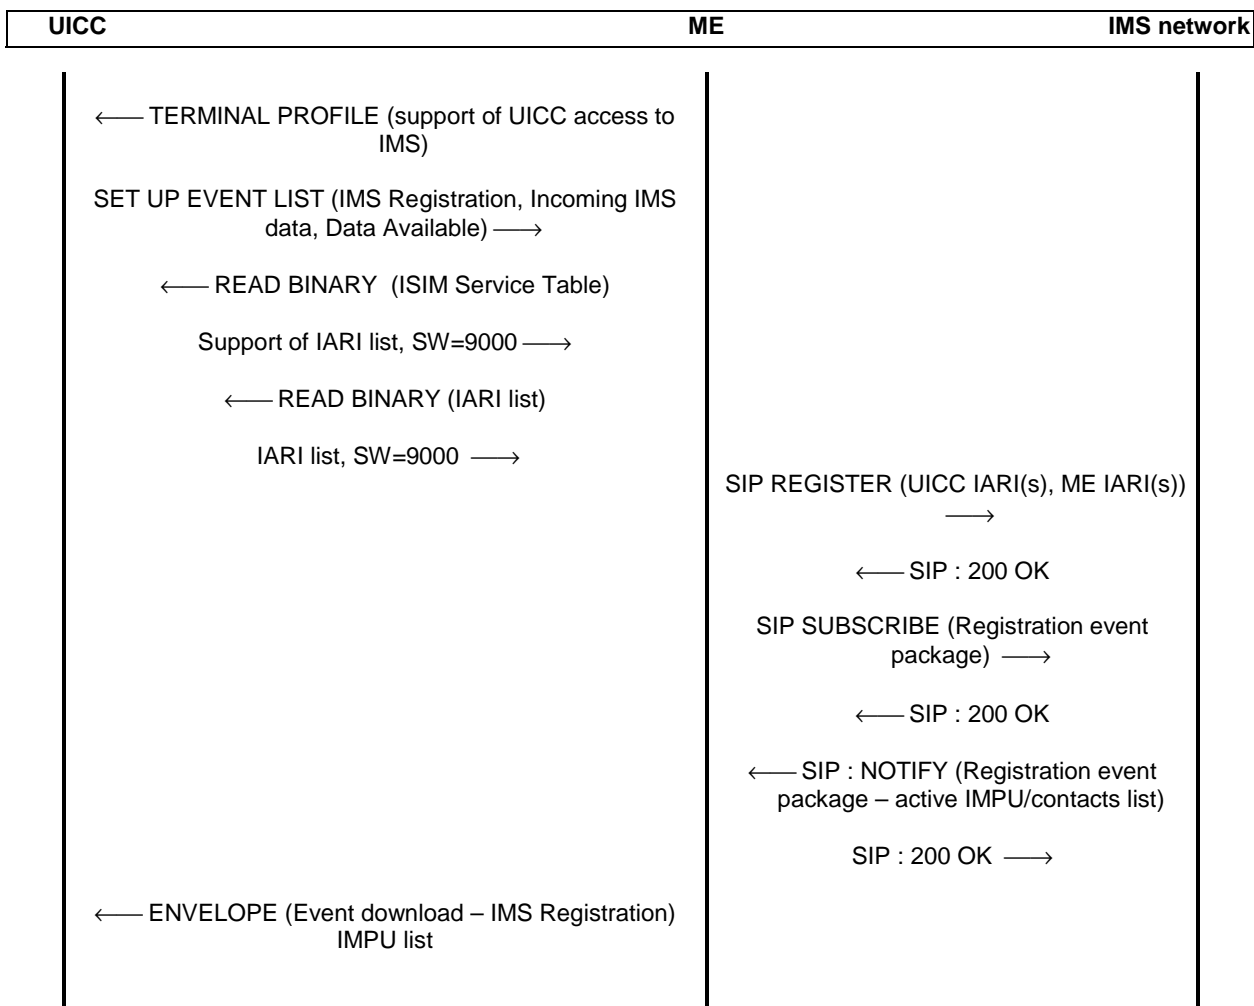 UICC ME IMS network
← TERMINAL PROFILE (support of UICC access to
IMS)
SET UP EVENT LIST (IMS Registration, Incoming IMS
data, Data Available) →
← READ BINARY (ISIM Service Table)
Support of IARI list, SW=9000 →
← READ BINARY (IARI list)
IARI list, SW=9000 →
SIP REGISTER (UICC IARI(s), ME IARI(s))
→
← SIP : 200 OK
SIP SUBSCRIBE (Registration event
package) →
← SIP : 200 OK
← SIP : NOTIFY (Registration event
package – active IMPU/contacts list)
SIP : 200 OK →
← ENVELOPE (Event download – IMS Registration)
IMPU list